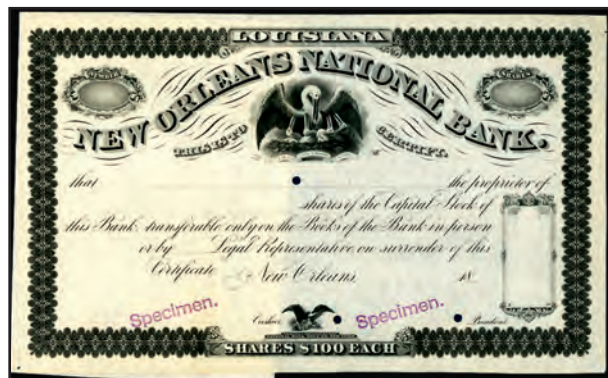 LOUISIANA
NUMBER
SHARES
NEW ORLEANS NATIONAL BANK.
THIS IS TO CERTIFY.
that the proprietor of
shares of the Capital Stock of
this Bank transferable only on the Books of the Bank in person
or by Legal Representative on surrender of this
Certificate New Orleans, 18
Specimen. Specimen.
Cashier. President.
SHARES $100 EACH